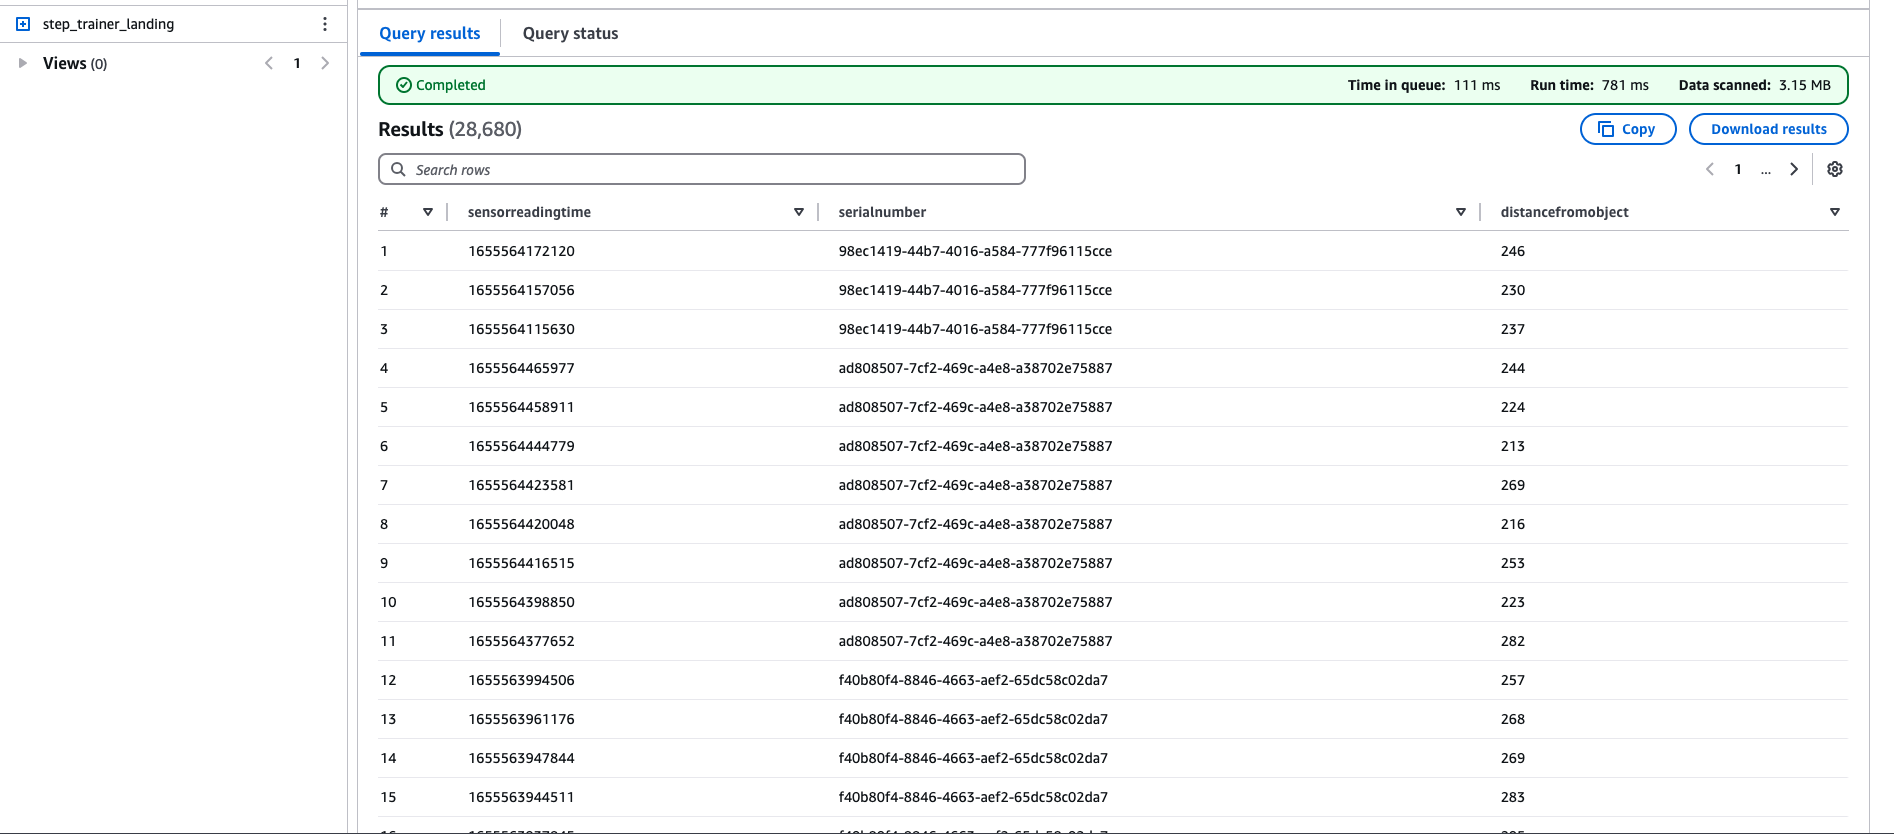 step_trainer_landing
Views (0) 1
Query results Query status
Completed Time in queue: 111 ms Run time: 781 ms Data scanned: 3.15 MB
Results (28,680) Copy Download results
Search rows 1 ...
# sensorreadingtime serialnumber distancefromobject
1 1655564172120 98ec1419-44b7-4016-a584-777f96115cce 246
2 1655564157056 98ec1419-44b7-4016-a584-777f96115cce 230
3 1655564115630 98ec1419-44b7-4016-a584-777f96115cce 237
4 1655564465977 ad808507-7cf2-469c-a4e8-a38702e75887 244
5 1655564458911 ad808507-7cf2-469c-a4e8-a38702e75887 224
6 1655564444779 ad808507-7cf2-469c-a4e8-a38702e75887 213
7 1655564423581 ad808507-7cf2-469c-a4e8-a38702e75887 269
8 1655564420048 ad808507-7cf2-469c-a4e8-a38702e75887 216
9 1655564416515 ad808507-7cf2-469c-a4e8-a38702e75887 253
10 1655564398850 ad808507-7cf2-469c-a4e8-a38702e75887 223
11 1655564377652 ad808507-7cf2-469c-a4e8-a38702e75887 282
12 1655563994506 f40b80f4-8846-4663-aef2-65dc58c02da7 257
13 1655563961176 f40b80f4-8846-4663-aef2-65dc58c02da7 268
14 1655563947844 f40b80f4-8846-4663-aef2-65dc58c02da7 269
15 1655563944511 f40b80f4-8846-4663-aef2-65dc58c02da7 283